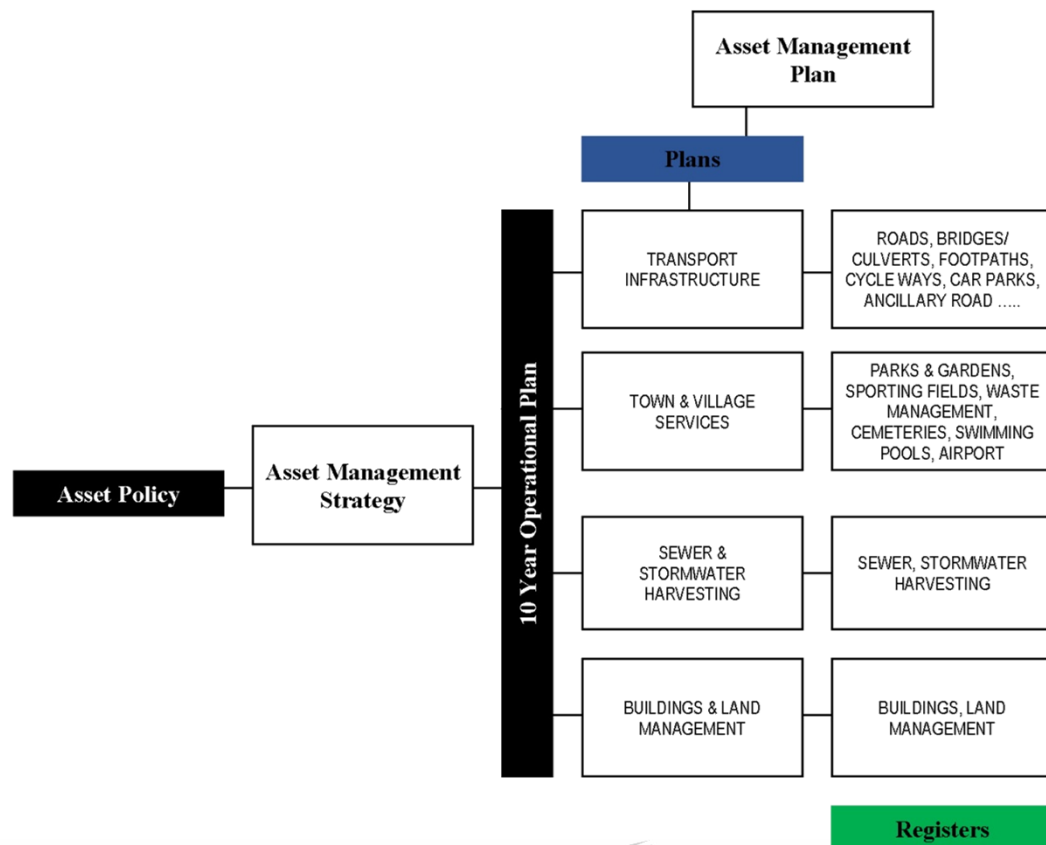 Asset Management
Plan
Plans
TRANSPORT
INFRASTRUCTURE
ROADS, BRIDGES/
CULVERTS, FOOTPATHS,
CYCLE WAYS, CAR PARKS,
ANCILLARY ROAD …..
TOWN & VILLAGE
SERVICES
PARKS & GARDENS,
SPORTING FIELDS, WASTE
MANAGEMENT,
CEMETERIES, SWIMMING
POOLS, AIRPORT
Asset Policy
Asset Management
Strategy
10 Year Operational Plan
SEWER &
STORMWATER
HARVESTING
SEWER, STORMWATER
HARVESTING
BUILDINGS & LAND
MANAGEMENT
BUILDINGS, LAND
MANAGEMENT
Registers